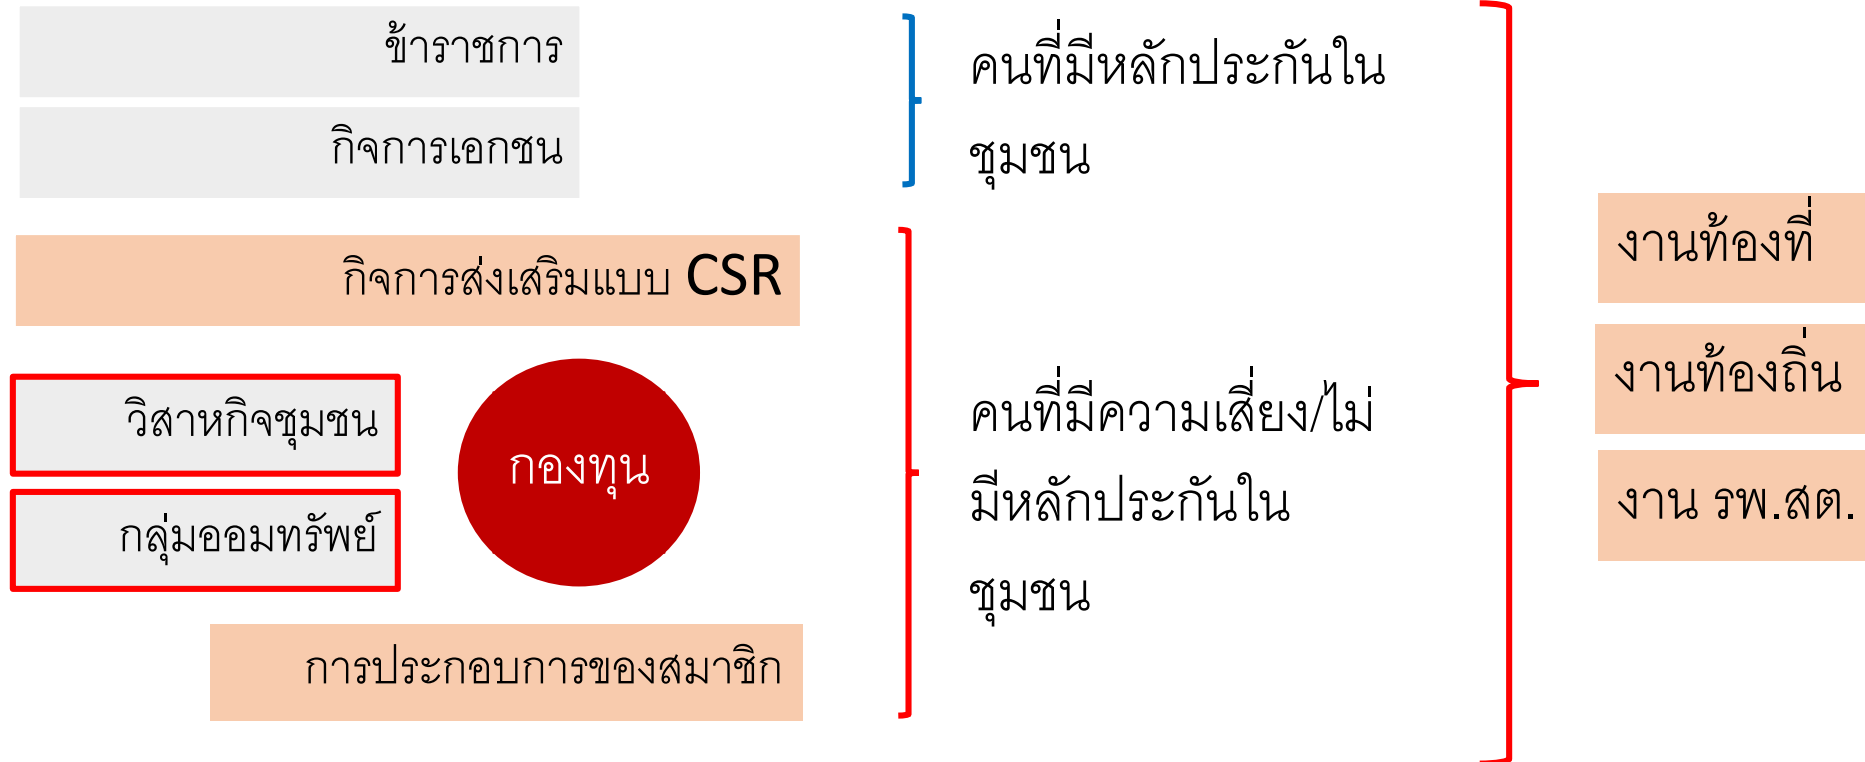 ข้าราชการ
กิจการเอกชน
กิจการส่งเสริมแบบ CSR
วิสาหกิจชุมชน
กลุ่มออมทรัพย์
กองทุน
การประกอบการของสมาชิก
คนที่มีหลักประกันใน
ชุมชน
คนที่มีความเสี่ยง/ไม่
มีหลักประกันใน
ชุมชน
งานท้องที่
งานท้องถิ่น
งาน รพ.สต.